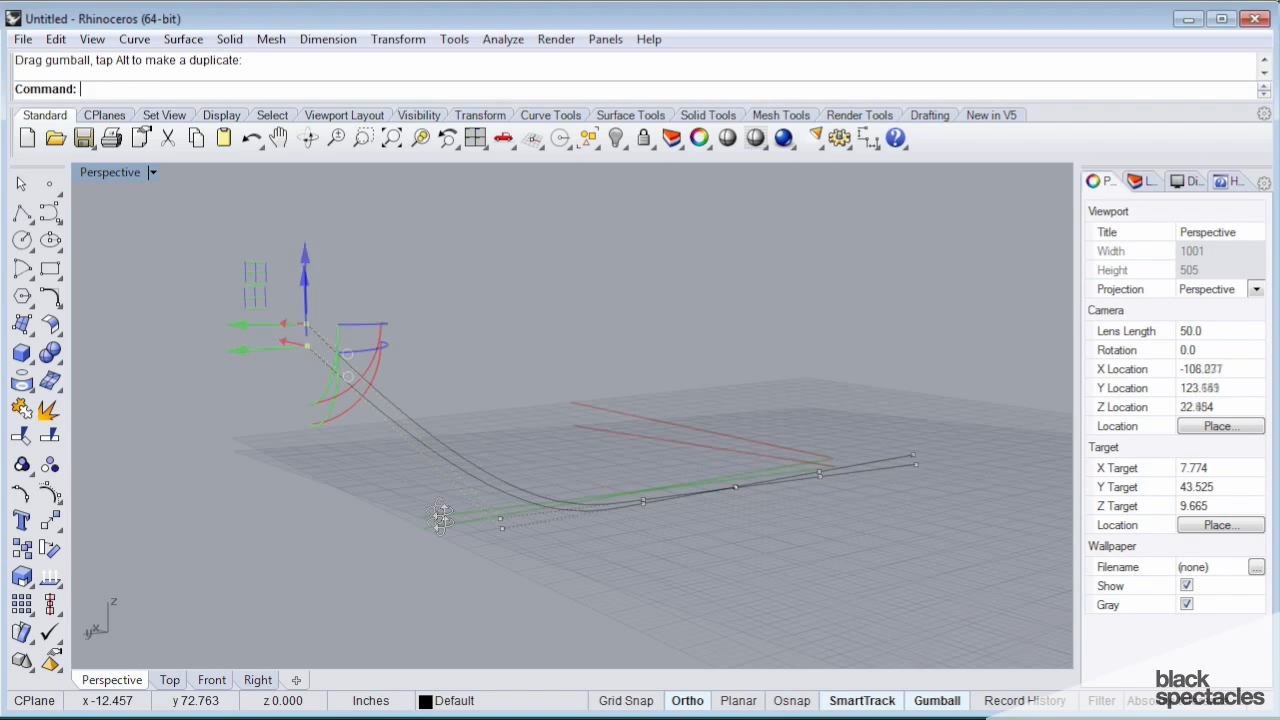 Untitled - Rhinoceros (64-bit)
File Edit View Curve Surface Solid Mesh Dimension Transform Tools Analyze Render Panels Help
Drag gumball, tap Alt to make a duplicate:
Command:
Standard CPlanes Set View Display Select Viewport Layout Visibility Transform Curve Tools Surface Tools Solid Tools Mesh Tools Render Tools Drafting New in V5
Perspective
P... L... Di... H...
Viewport
Title Perspective
Width 1001
Height 505
Projection Perspective
Camera
Lens Length 50.0
Rotation 0.0
X Location
Y Location
Z Location
Location Place...
Target
X Target 7.774
Y Target 43.525
Z Target 9.665
Location Place...
Wallpaper
Filename (none) ...
Show
Gray
z
y x
Perspective Top Front Right
CPlane x -12.457 y 72.763 z 0.000 Inches Default Grid Snap Ortho Planar Osnap SmartTrack Gumball Record History Filter
black
spectacles